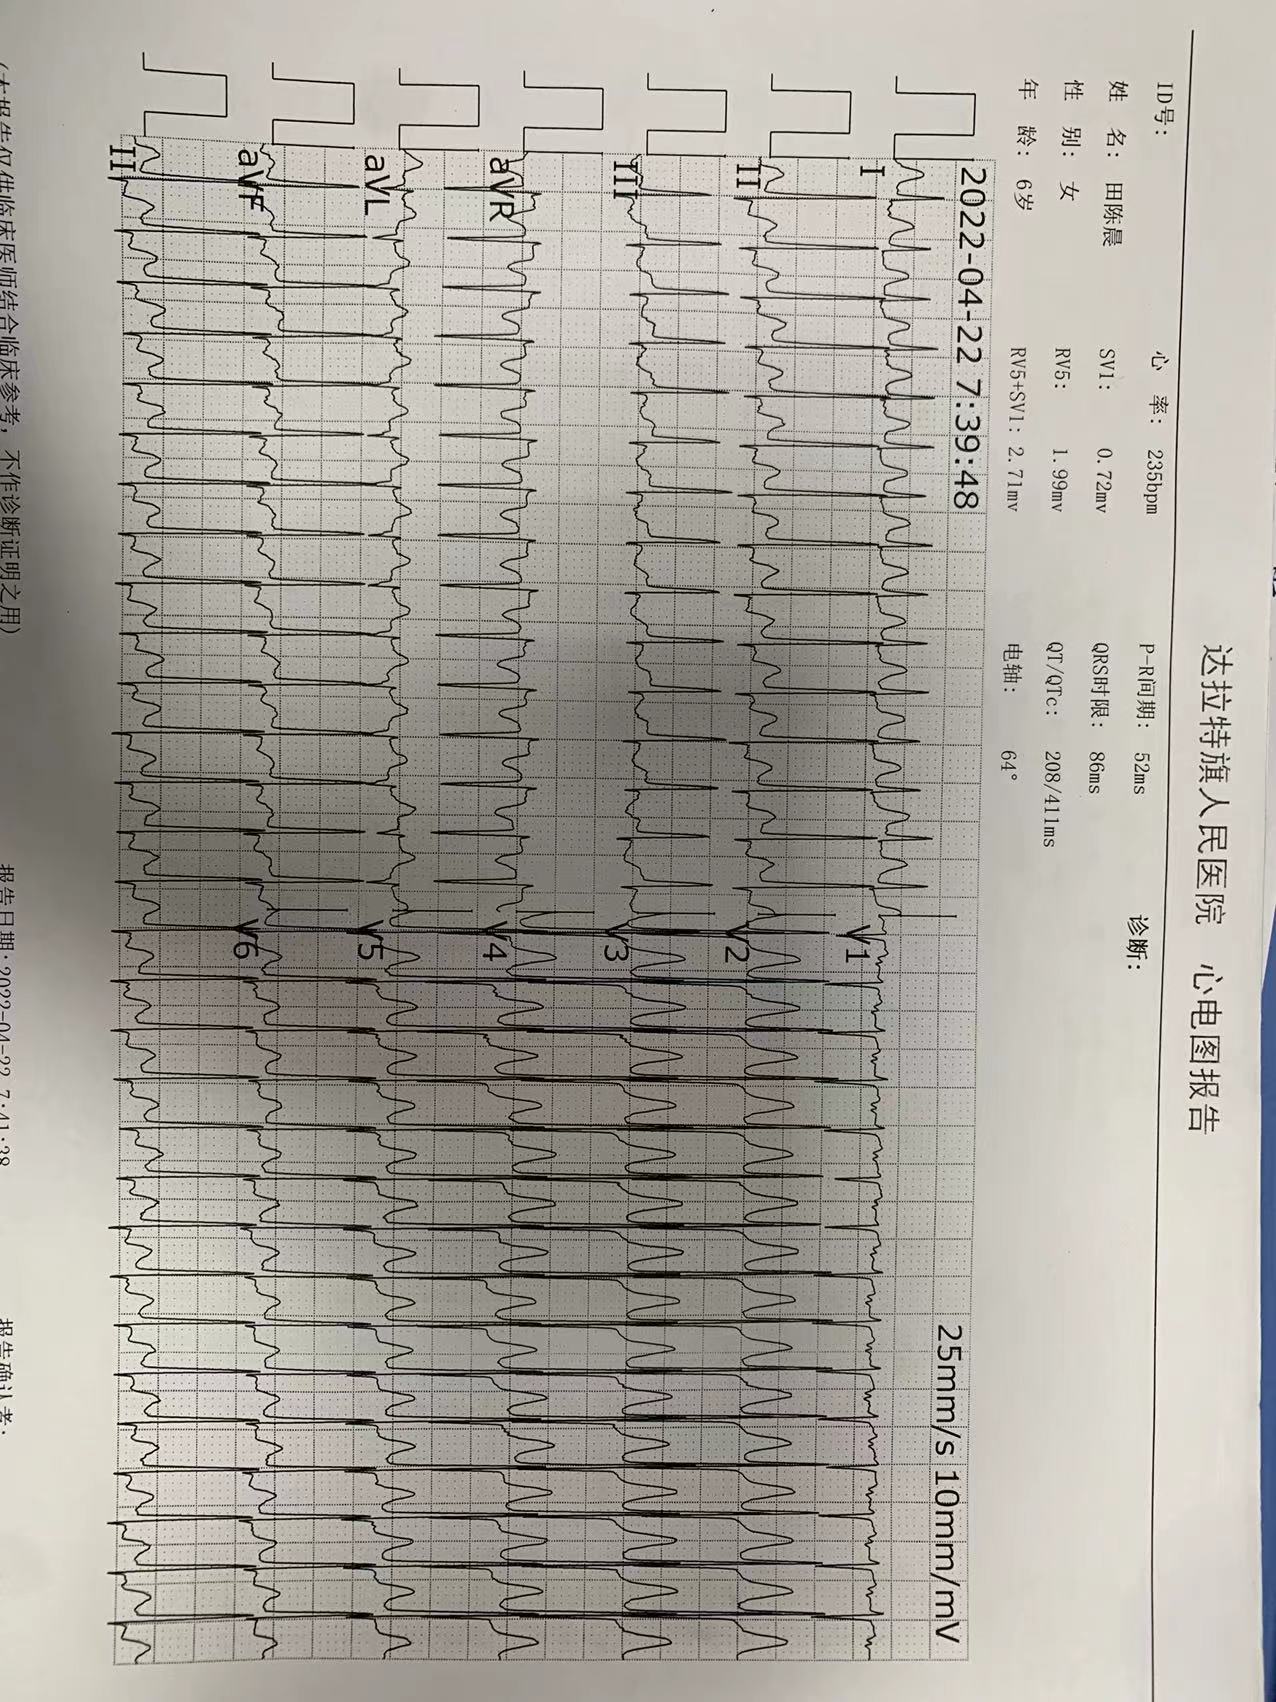 达拉特旗人民医院 心电图报告
ID号:
心 率: 235bpm
P-R间期: 52ms
诊断:
姓 名: 田陈晨
SV1: 0.72mv
QRS时限: 86ms
性 别: 女
RV5: 1.99mv
QT/QTc: 208/411ms
年 龄: 6岁
RV5+SV1: 2.71mv
电轴: 64°
2022-04-22 7:39:48
25mm/s 10mm/mV
I
V1
II
V2
III
V3
aVR
V4
aVL
V5
aVF
V6
II
(本报告仅供临床医师结合临床参考, 不作诊断证明之用)
报告日期: 2022-04-22 7:41:38
报告确认者: